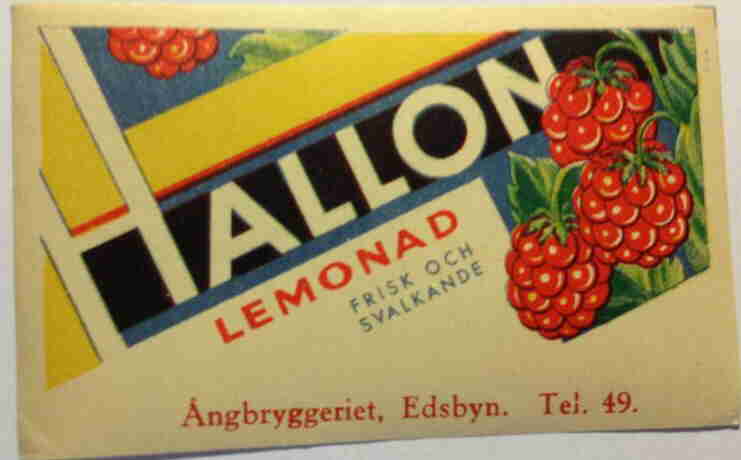 HALLON
LEMONAD
FRISK OCH
SVALKANDE
Ångbryggeriet, Edsbyn. Tel. 49.